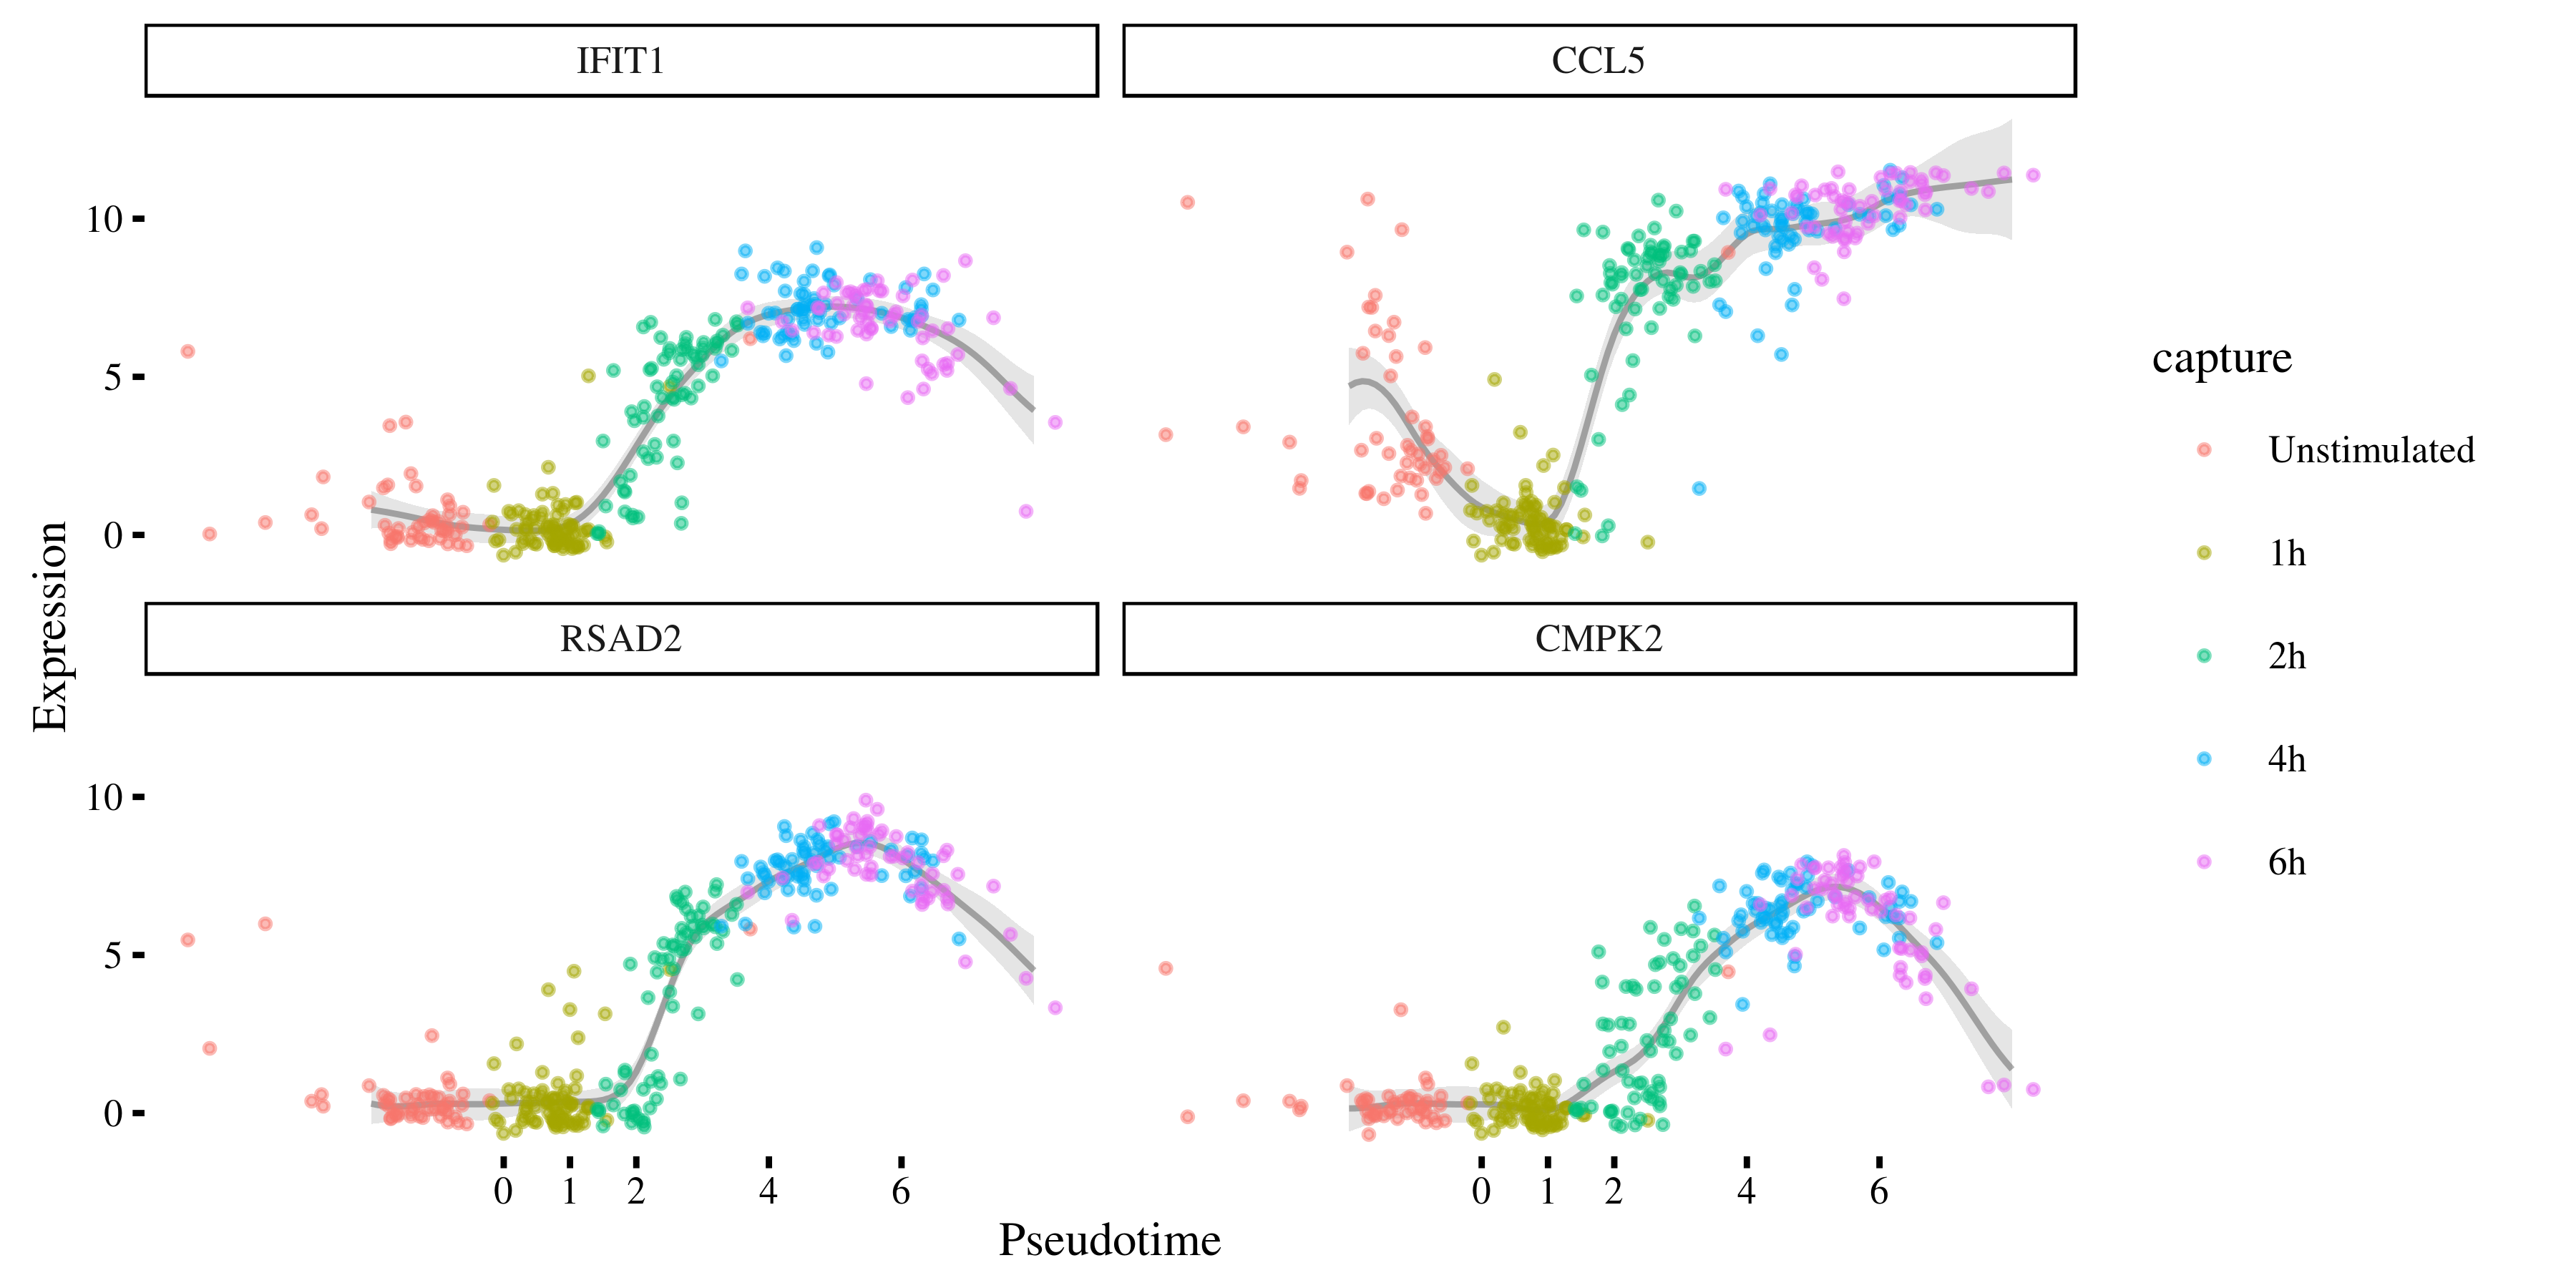 IFIT1
CCL5
10
5
0
RSAD2
CMPK2
10
5
0
0 1 2 4 6
0 1 2 4 6
Expression
Pseudotime
capture
Unstimulated
1h
2h
4h
6h